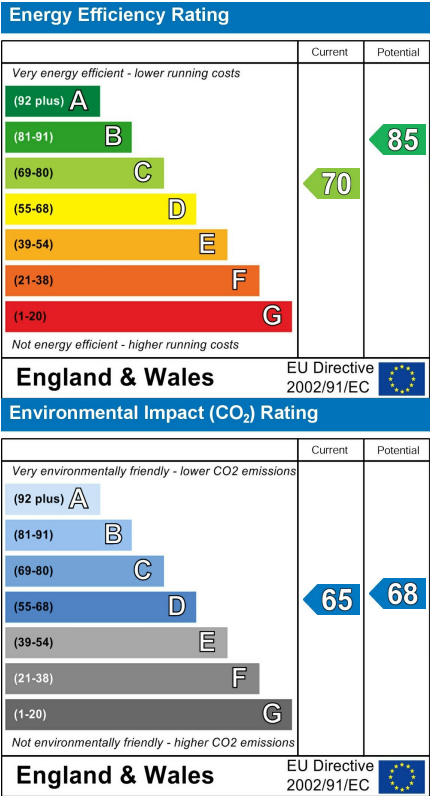 Energy Efficiency Rating
Current Potential
Very energy efficient - lower running costs
(92 plus) A
(81-91) B
85
(69-80) C
70
(55-68) D
(39-54) E
(21-38) F
(1-20) G
Not energy efficient - higher running costs
England & Wales
EU Directive
2002/91/EC
Environmental Impact (CO₂) Rating
Current Potential
Very environmentally friendly - lower CO2 emissions
(92 plus) A
(81-91) B
(69-80) C
(55-68) D
65
68
(39-54) E
(21-38) F
(1-20) G
Not environmentally friendly - higher CO2 emissions
England & Wales
EU Directive
2002/91/EC